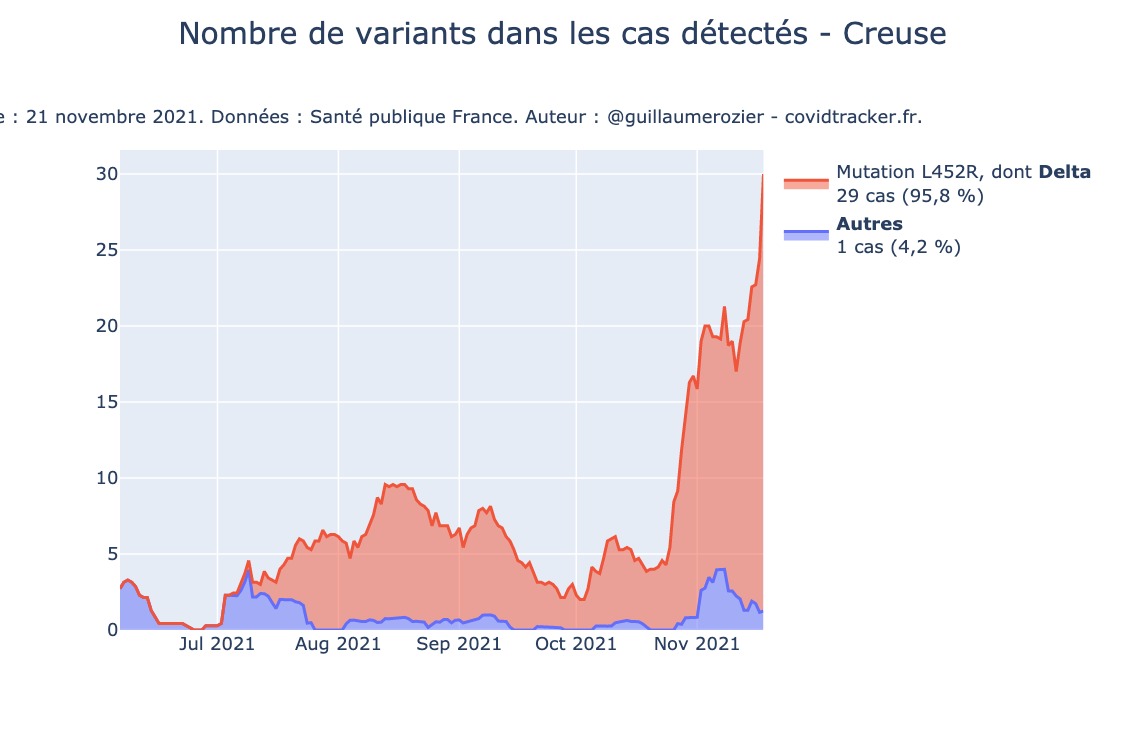 Nombre de variants dans les cas détectés - Creuse
: 21 novembre 2021. Données : Santé publique France. Auteur : @guillaumerozier - covidtracker.fr.
Mutation L452R, dont Delta
29 cas (95,8 %)
Autres
1 cas (4,2 %)
30
25
20
15
10
5
0
Jul 2021 Aug 2021 Sep 2021 Oct 2021 Nov 2021